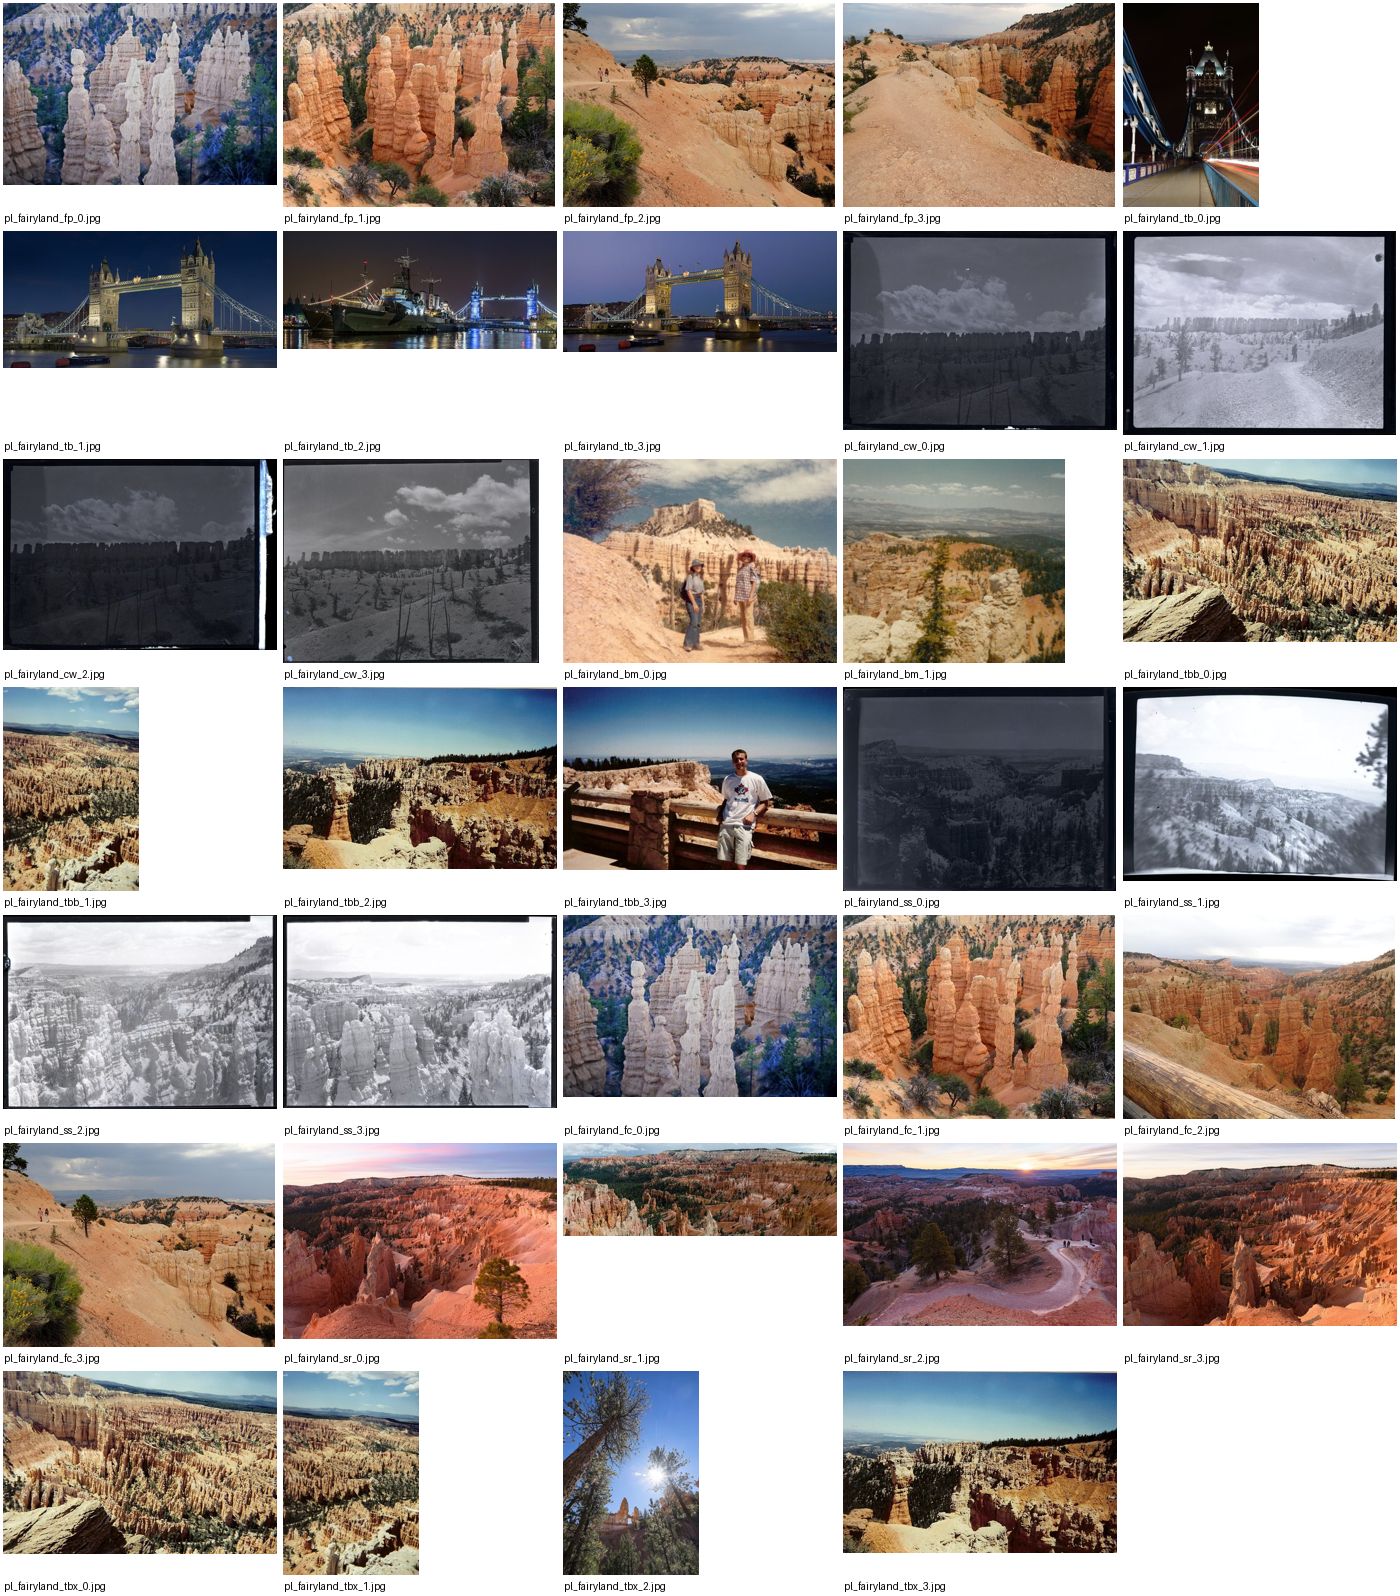 pl_fairyland_fp_0.jpg
pl_fairyland_fp_1.jpg
pl_fairyland_fp_2.jpg
pl_fairyland_fp_3.jpg
pl_fairyland_tb_0.jpg
pl_fairyland_tb_1.jpg
pl_fairyland_tb_2.jpg
pl_fairyland_tb_3.jpg
pl_fairyland_cw_0.jpg
pl_fairyland_cw_1.jpg
pl_fairyland_cw_2.jpg
pl_fairyland_cw_3.jpg
pl_fairyland_bm_0.jpg
pl_fairyland_bm_1.jpg
pl_fairyland_tbb_0.jpg
pl_fairyland_tbb_1.jpg
pl_fairyland_tbb_2.jpg
pl_fairyland_tbb_3.jpg
pl_fairyland_ss_0.jpg
pl_fairyland_ss_1.jpg
pl_fairyland_ss_2.jpg
pl_fairyland_ss_3.jpg
pl_fairyland_fc_0.jpg
pl_fairyland_fc_1.jpg
pl_fairyland_fc_2.jpg
pl_fairyland_fc_3.jpg
pl_fairyland_sr_0.jpg
pl_fairyland_sr_1.jpg
pl_fairyland_sr_2.jpg
pl_fairyland_sr_3.jpg
pl_fairyland_tbx_0.jpg
pl_fairyland_tbx_1.jpg
pl_fairyland_tbx_2.jpg
pl_fairyland_tbx_3.jpg